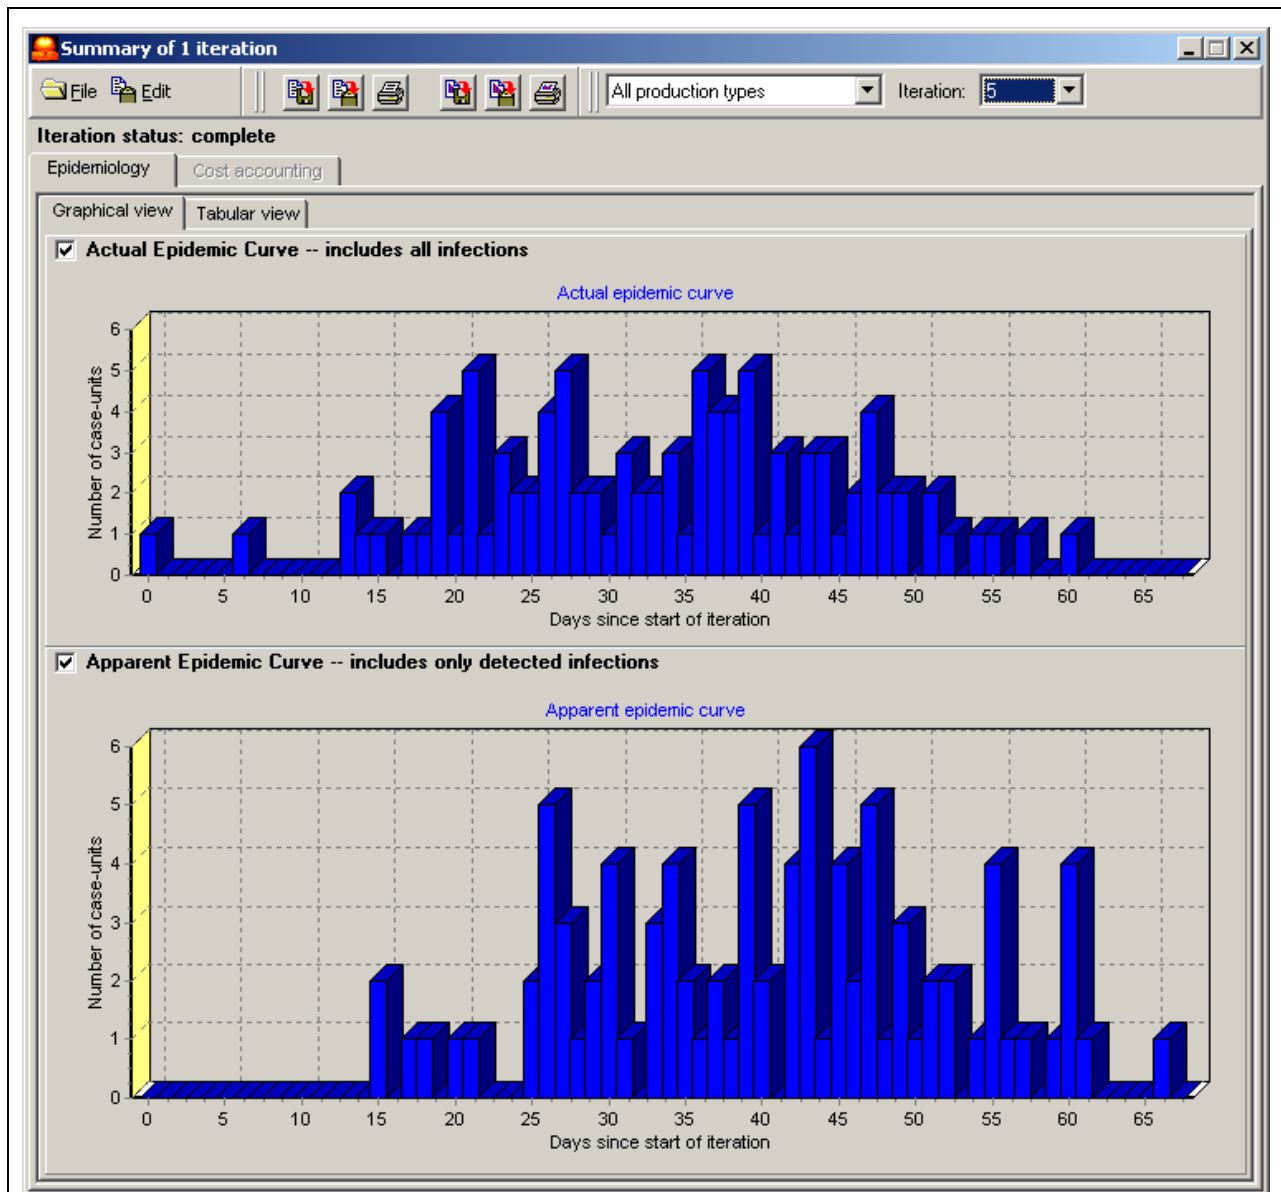 Summary of 1 iteration
File Edit All production types Iteration: 5
Iteration status: complete
Epidemiology Cost accounting
Graphical view Tabular view
Actual Epidemic Curve -- includes all infections
Actual epidemic curve
6
5
4
3
2
1
0
Number of case-units
0 5 10 15 20 25 30 35 40 45 50 55 60 65
Days since start of iteration
Apparent Epidemic Curve -- includes only detected infections
Apparent epidemic curve
6
5
4
3
2
1
0
Number of case-units
0 5 10 15 20 25 30 35 40 45 50 55 60 65
Days since start of iteration